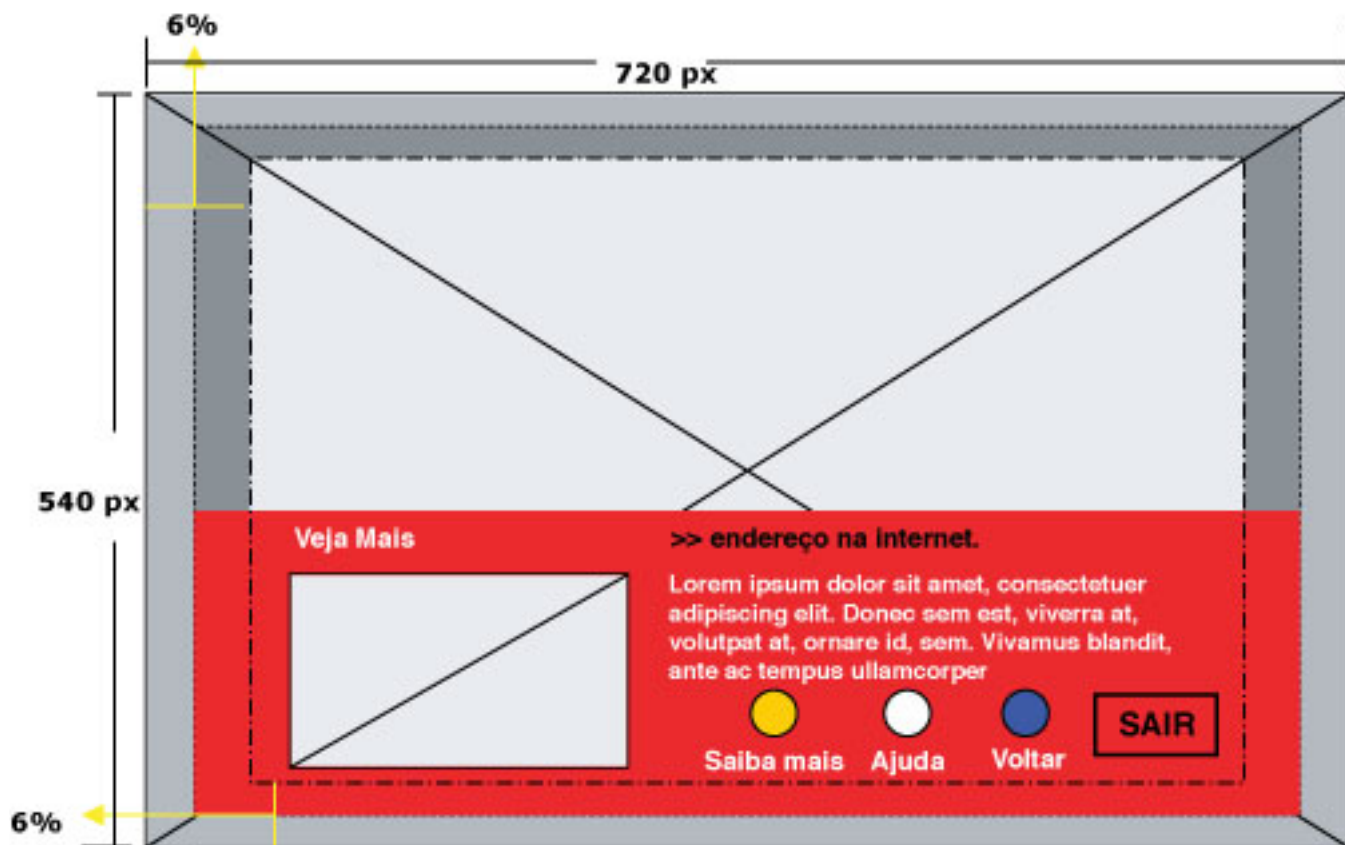 6%
720 px
540 px
Veja Mais
>> endereço na internet.
Lorem ipsum dolor sit amet, consectetuer
adipiscing elit. Donec sem est, viverra at,
volutpat at, ornare id, sem. Vivamus blandit,
ante ac tempus ullamcorper
Saiba mais
Ajuda
Voltar
SAIR
6%